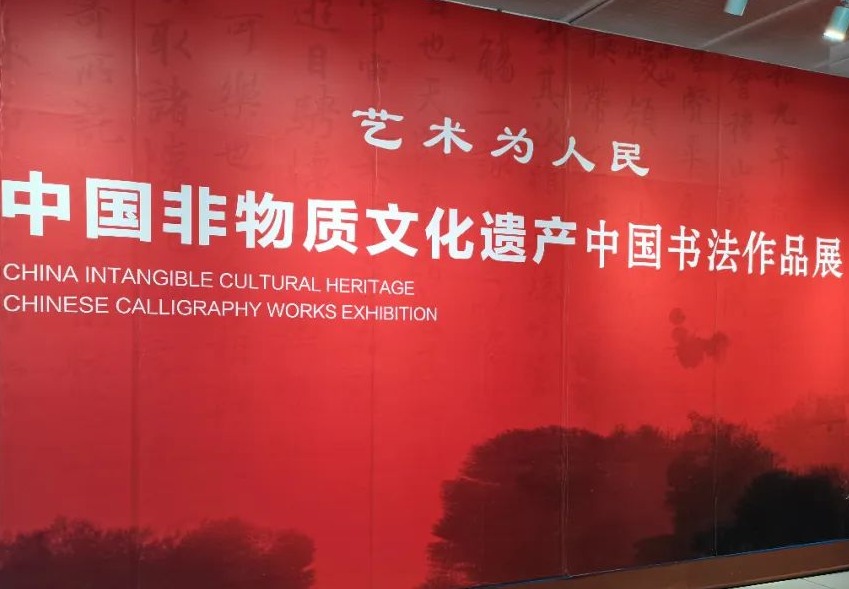 艺术为人民
中国非物质文化遗产中国书法作品展
CHINA INTANGIBLE CULTURAL HERITAGE
CHINESE CALLIGRAPHY WORKS EXHIBITION